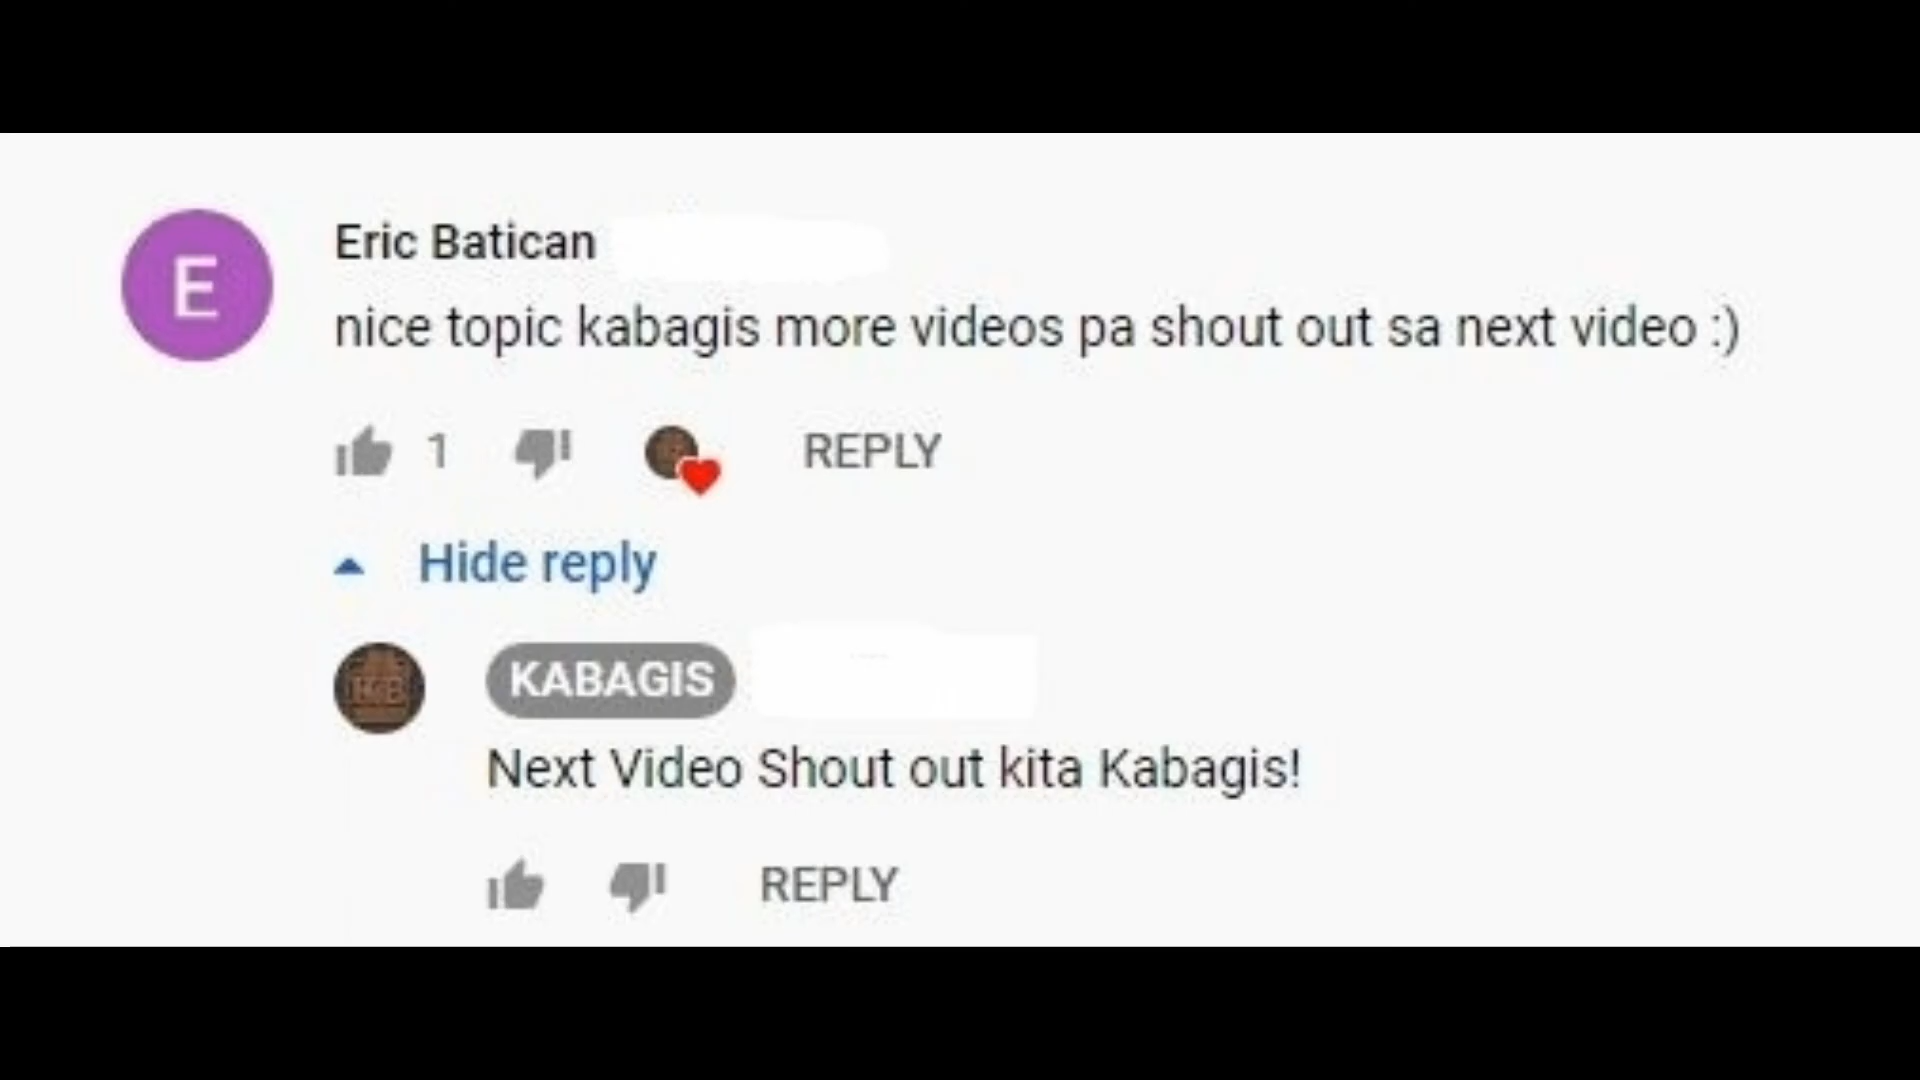 E
Eric Batican
nice topic kabagis more videos pa shout out sa next video :)
1
REPLY
Hide reply
KB
KABAGIS
Next Video Shout out kita Kabagis!
REPLY